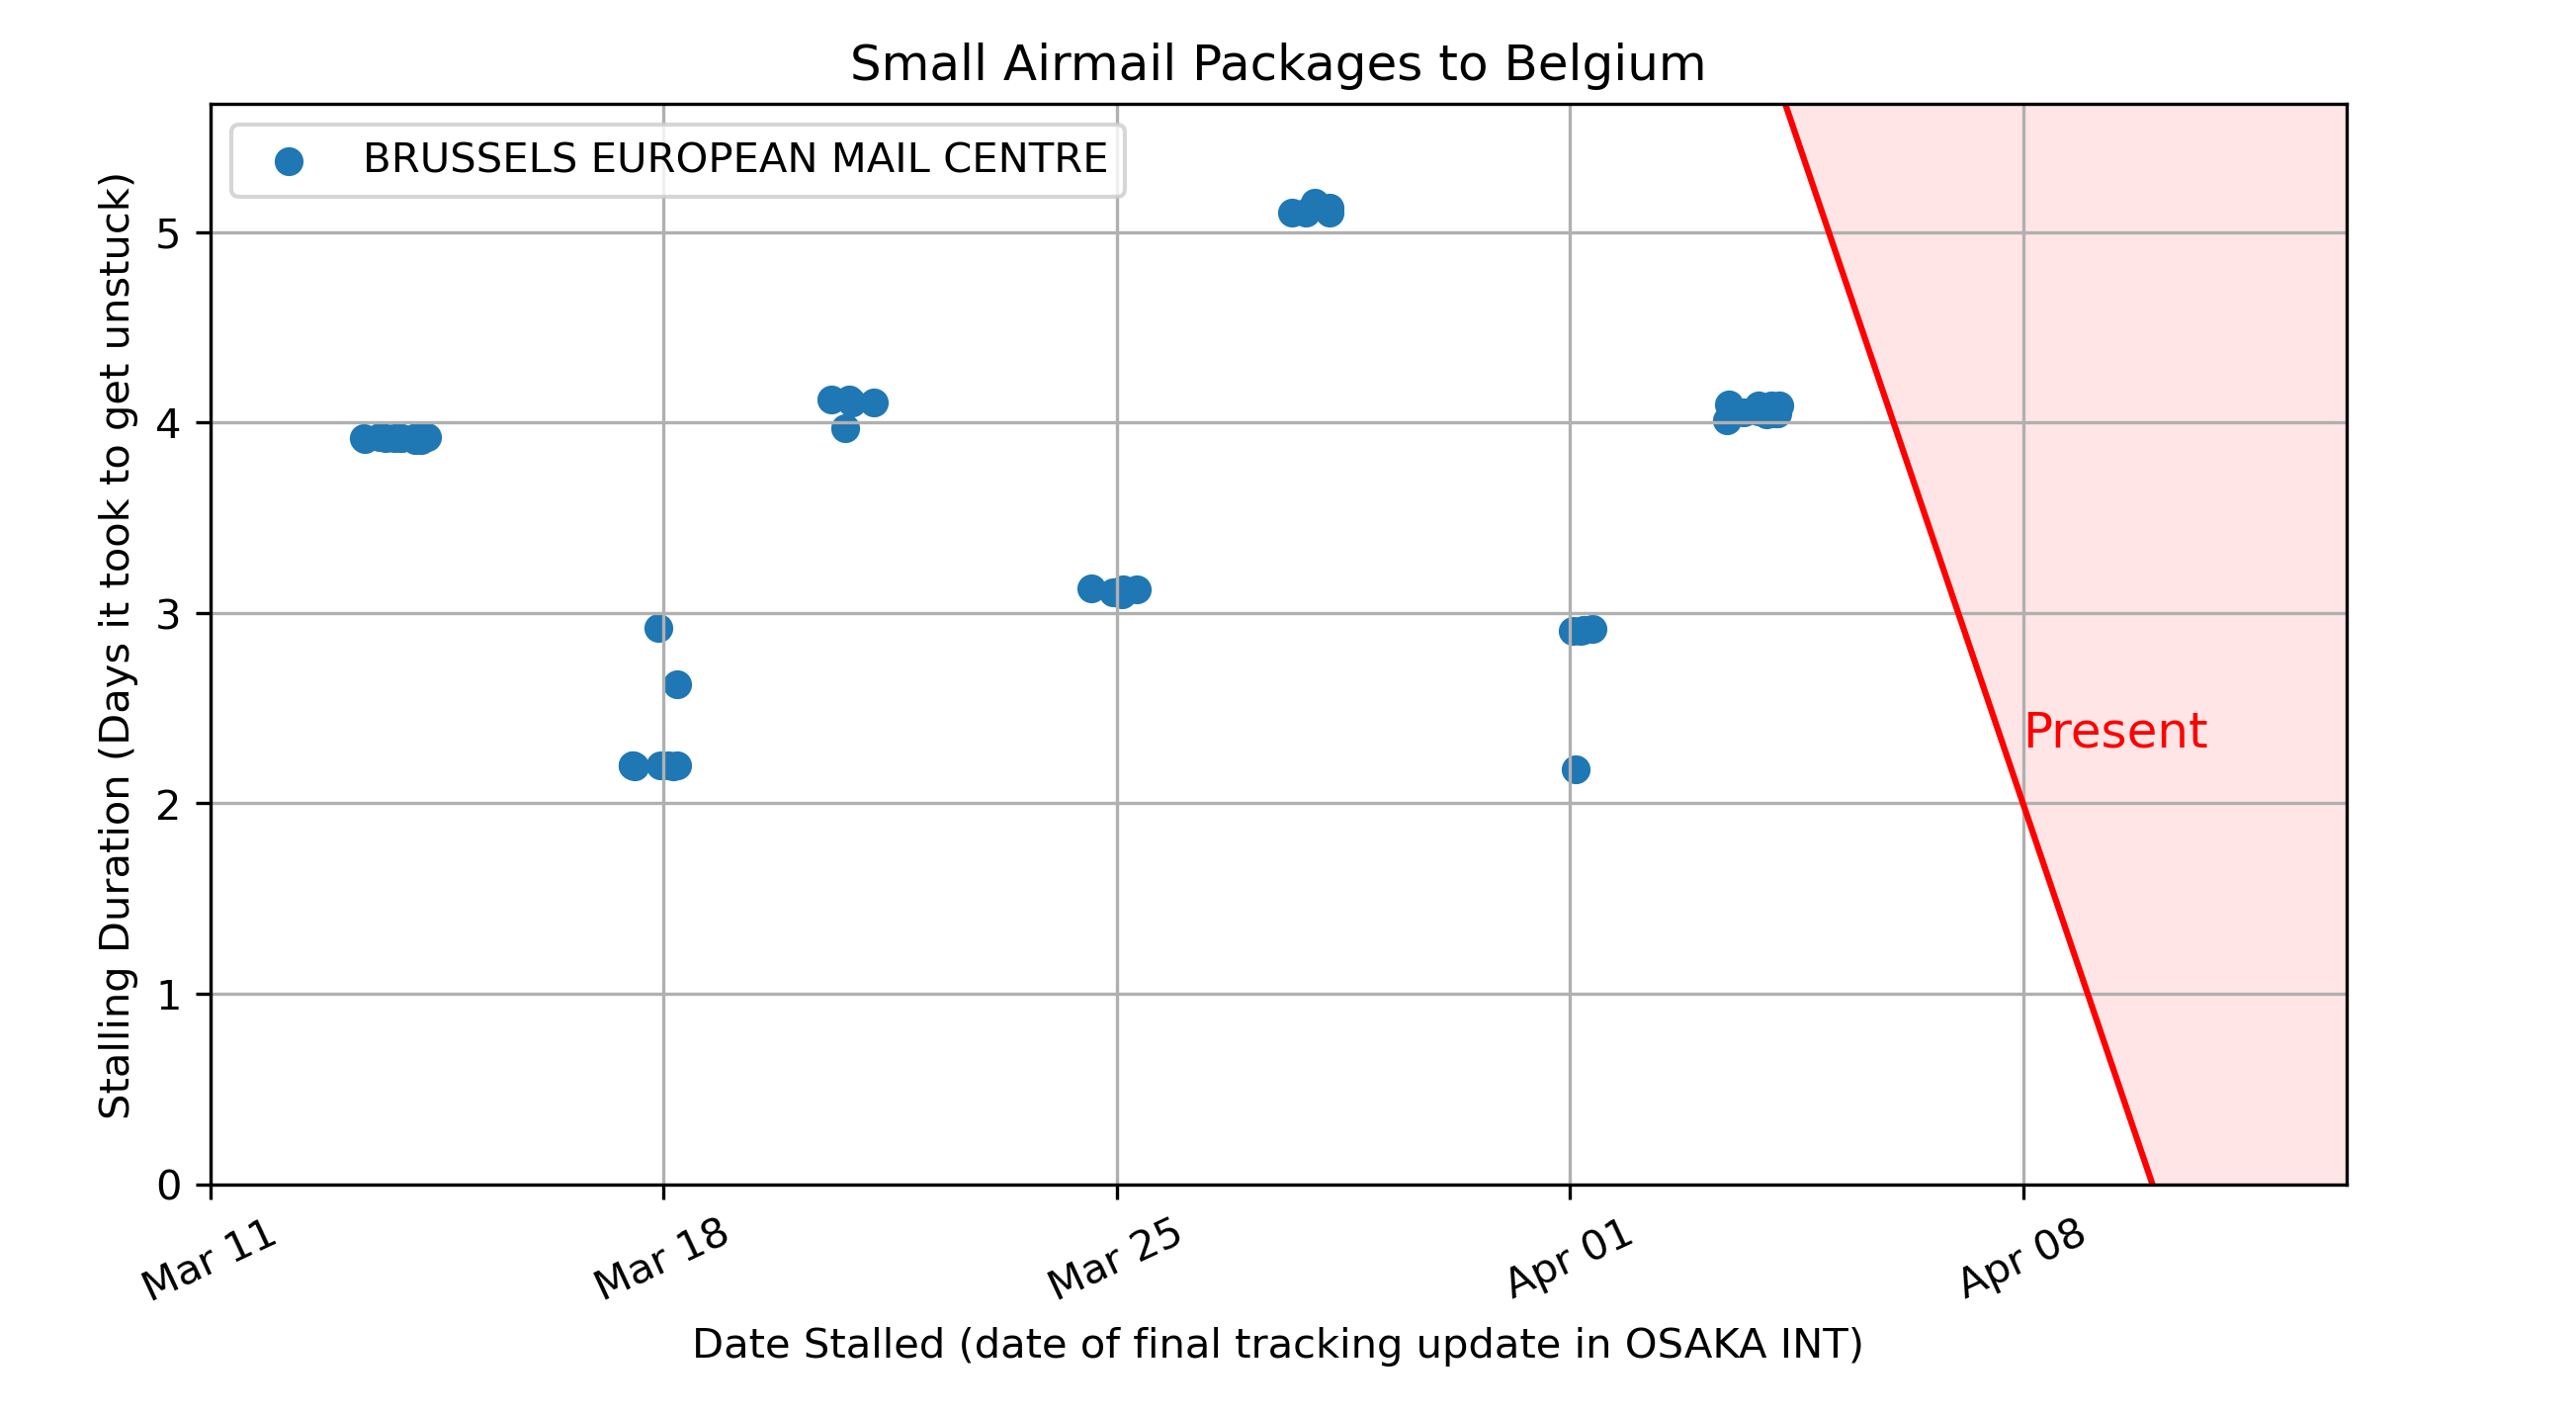 Small Airmail Packages to Belgium
BRUSSELS EUROPEAN MAIL CENTRE
Stalling Duration (Days it took to get unstuck)
5
4
3
2
1
0
Present
Mar 11
Mar 18
Mar 25
Apr 01
Apr 08
Date Stalled (date of final tracking update in OSAKA INT)